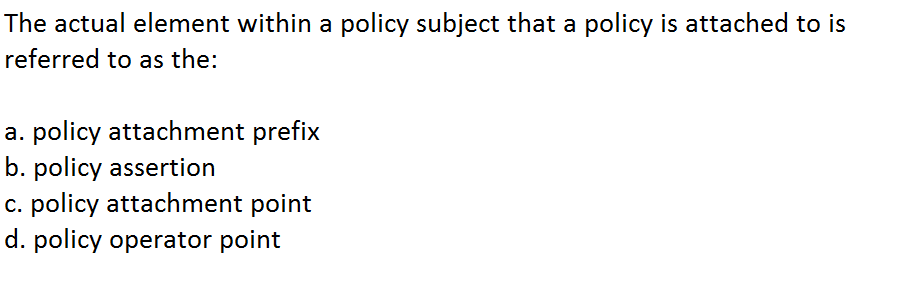 The actual element within a policy subject that a policy is attached to is
referred to as the:
a. policy attachment prefix
b. policy assertion
c. policy attachment point
d. policy operator point